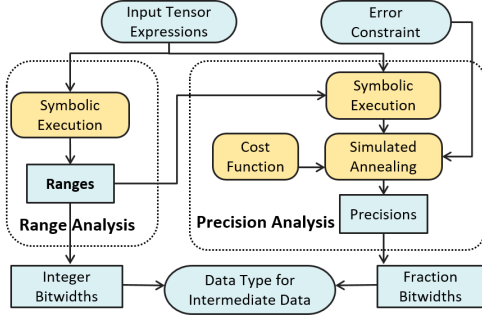 Input Tensor
Expressions
Error
Constraint
Symbolic
Execution
Symbolic
Execution
Cost
Function
Simulated
Annealing
Ranges
Range Analysis
Precision Analysis
Precisions
Integer
Bitwidths
Data Type for
Intermediate Data
Fraction
Bitwidths